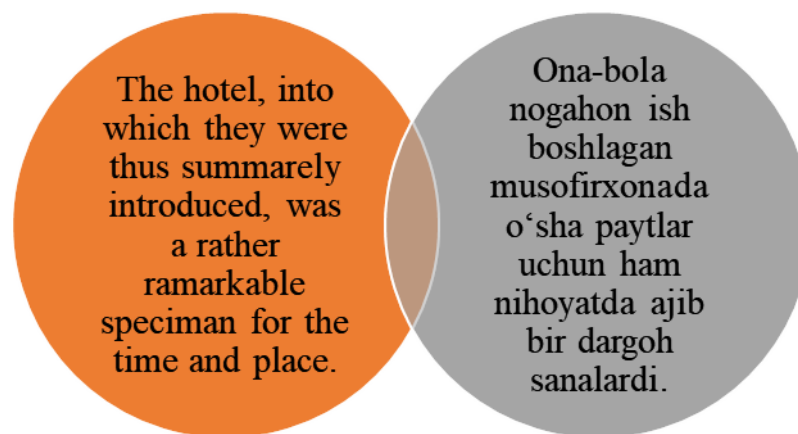 The hotel, into
which they were
thus summarely
introduced, was
a rather
ramarkable
speciman for the
time and place.
Ona-bola
nogahon ish
boshlagan
musofirxonada
o‘sha paytlar
uchun ham
nihoyatda ajib
bir dargoh
sanalardi.